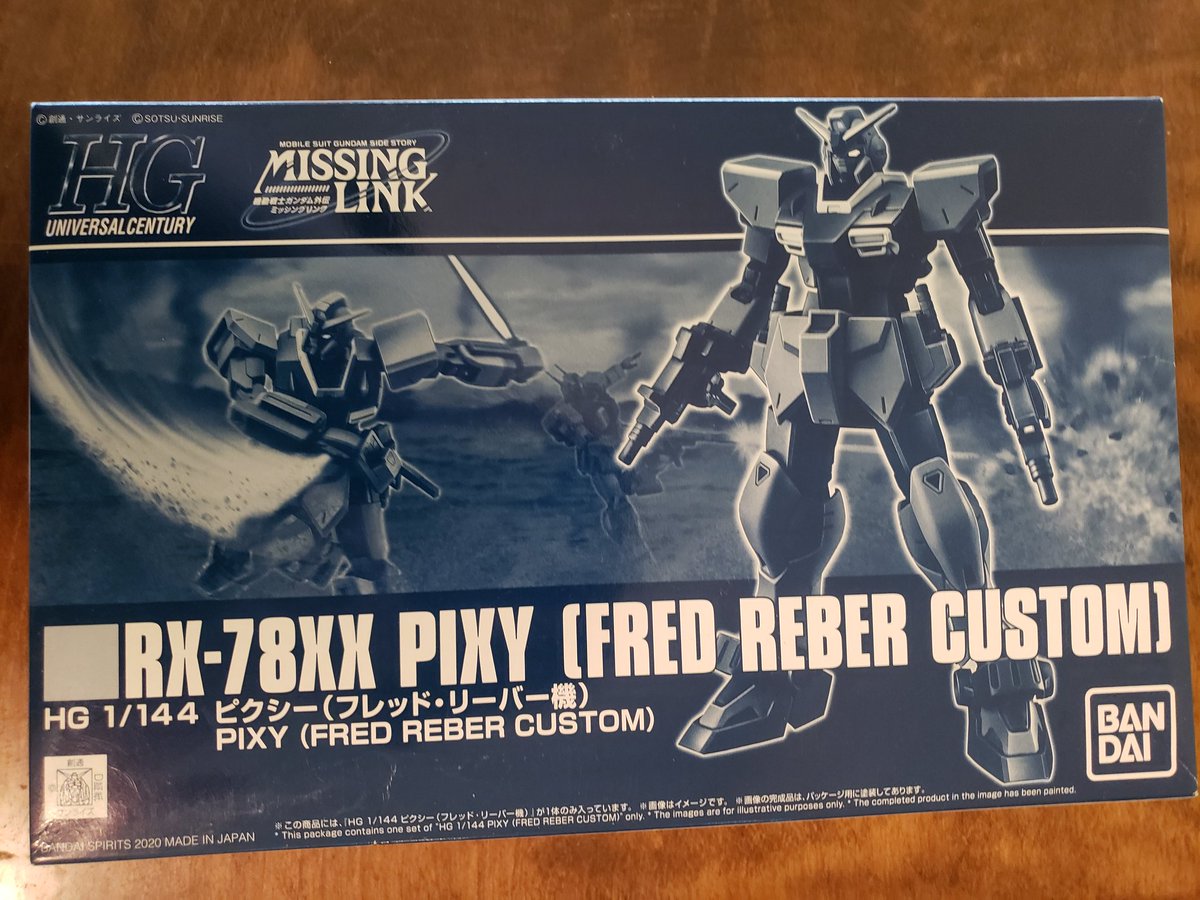 ©創通・サンライズ ©SOTSU・SUNRISE
HG
UNIVERSAL CENTURY
MOBILE SUIT GUNDAM SIDE STORY
MISSING
LINK
機動戦士ガンダム外伝
ミッシングリンク
RX-78XX PIXY (FRED REBER CUSTOM)
HG 1/144 ピクシー(フレッド・リーバー機)
PIXY (FRED REBER CUSTOM)
BAN
DAI
創通
※この商品には、『HG 1/144 ピクシー(フレッド・リーバー機)』が1体のみ入っています。 ※画像はイメージです。 ※画像の完成品は、パッケージ用に塗装してあります。
* This package contains one set of "HG 1/144 PIXY (FRED REBER CUSTOM)" only. * The images are for illustrative purposes only. * The completed product in the image has been painted.
BANDAI SPIRITS 2020 MADE IN JAPAN